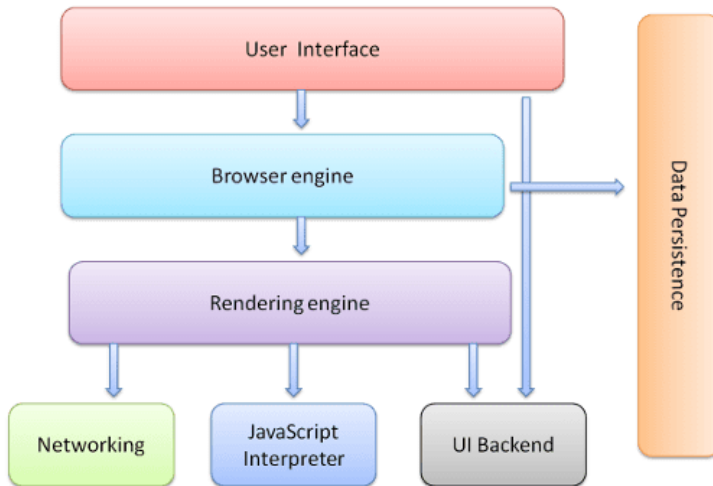 User Interface
Browser engine
Data Persistence
Rendering engine
Networking
JavaScript
Interpreter
UI Backend